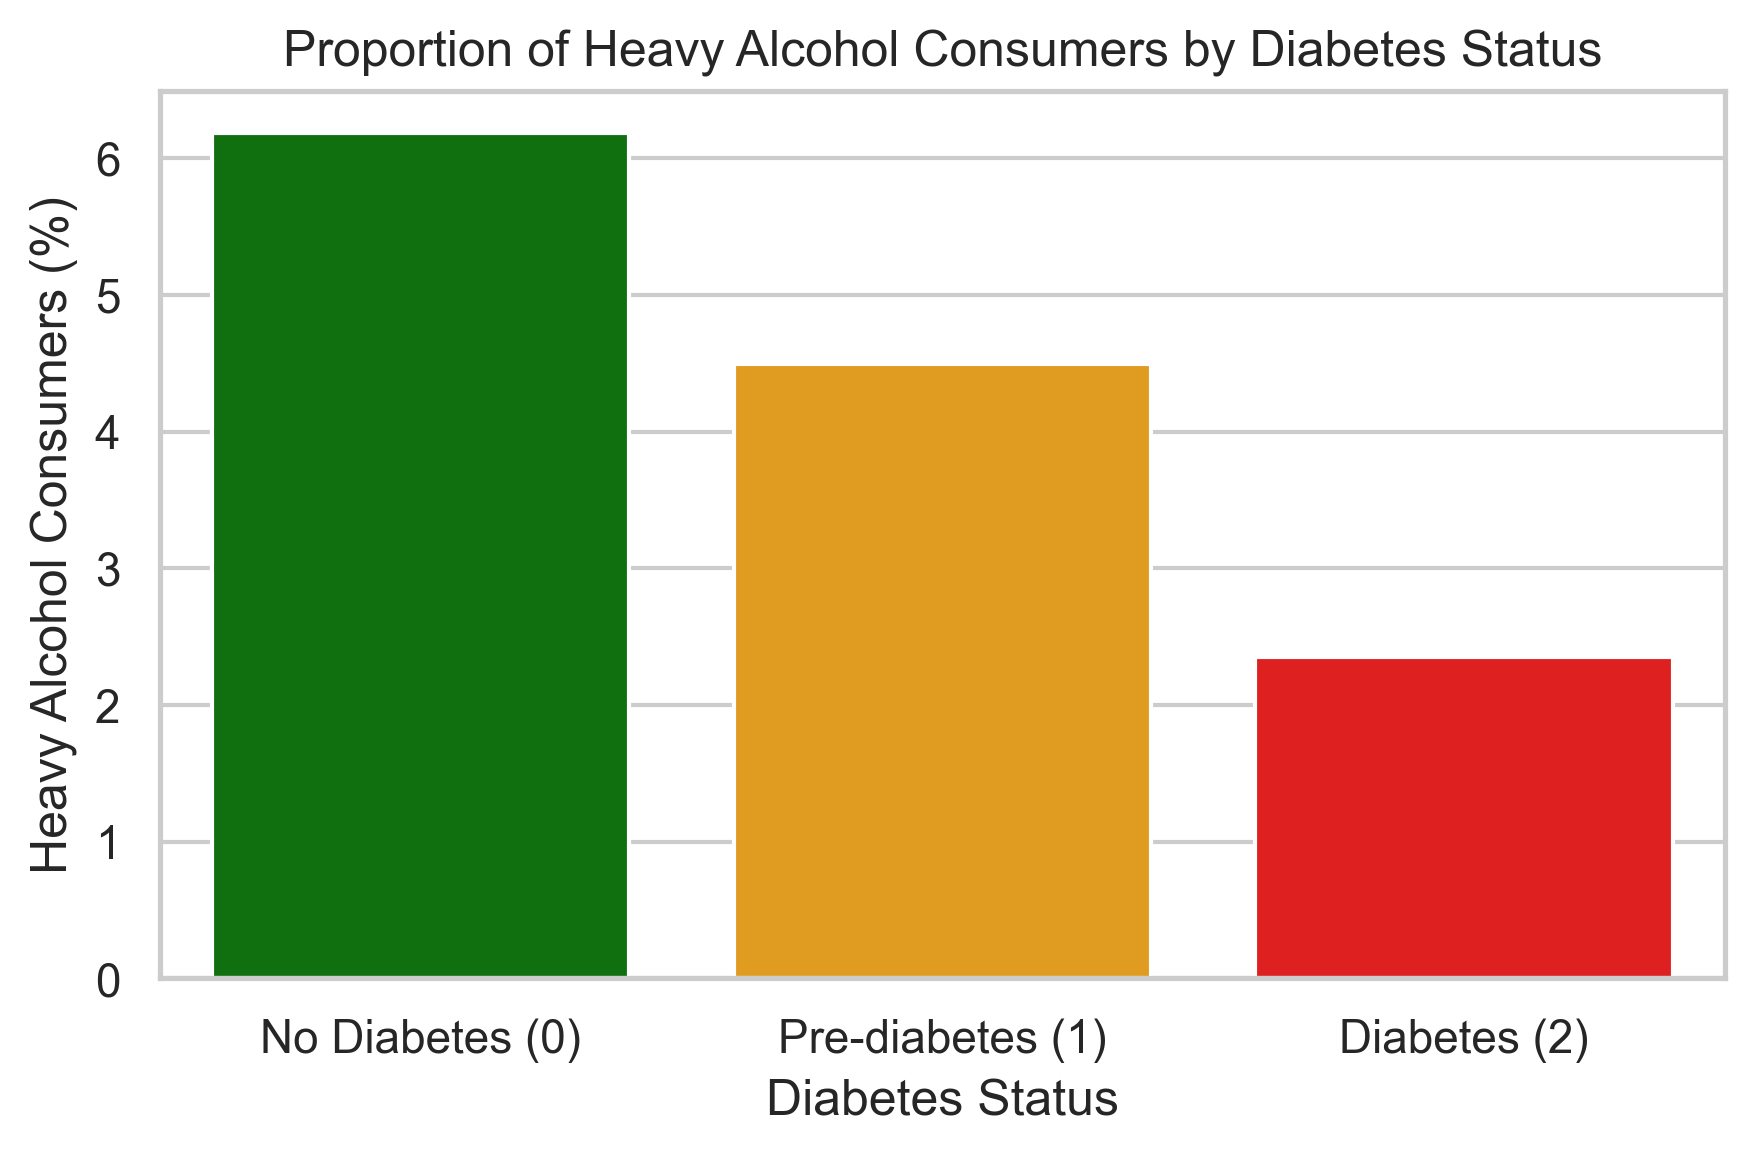 Proportion of Heavy Alcohol Consumers by Diabetes Status
Heavy Alcohol Consumers (%)
6
5
4
3
2
1
0
No Diabetes (0)
Pre-diabetes (1)
Diabetes (2)
Diabetes Status